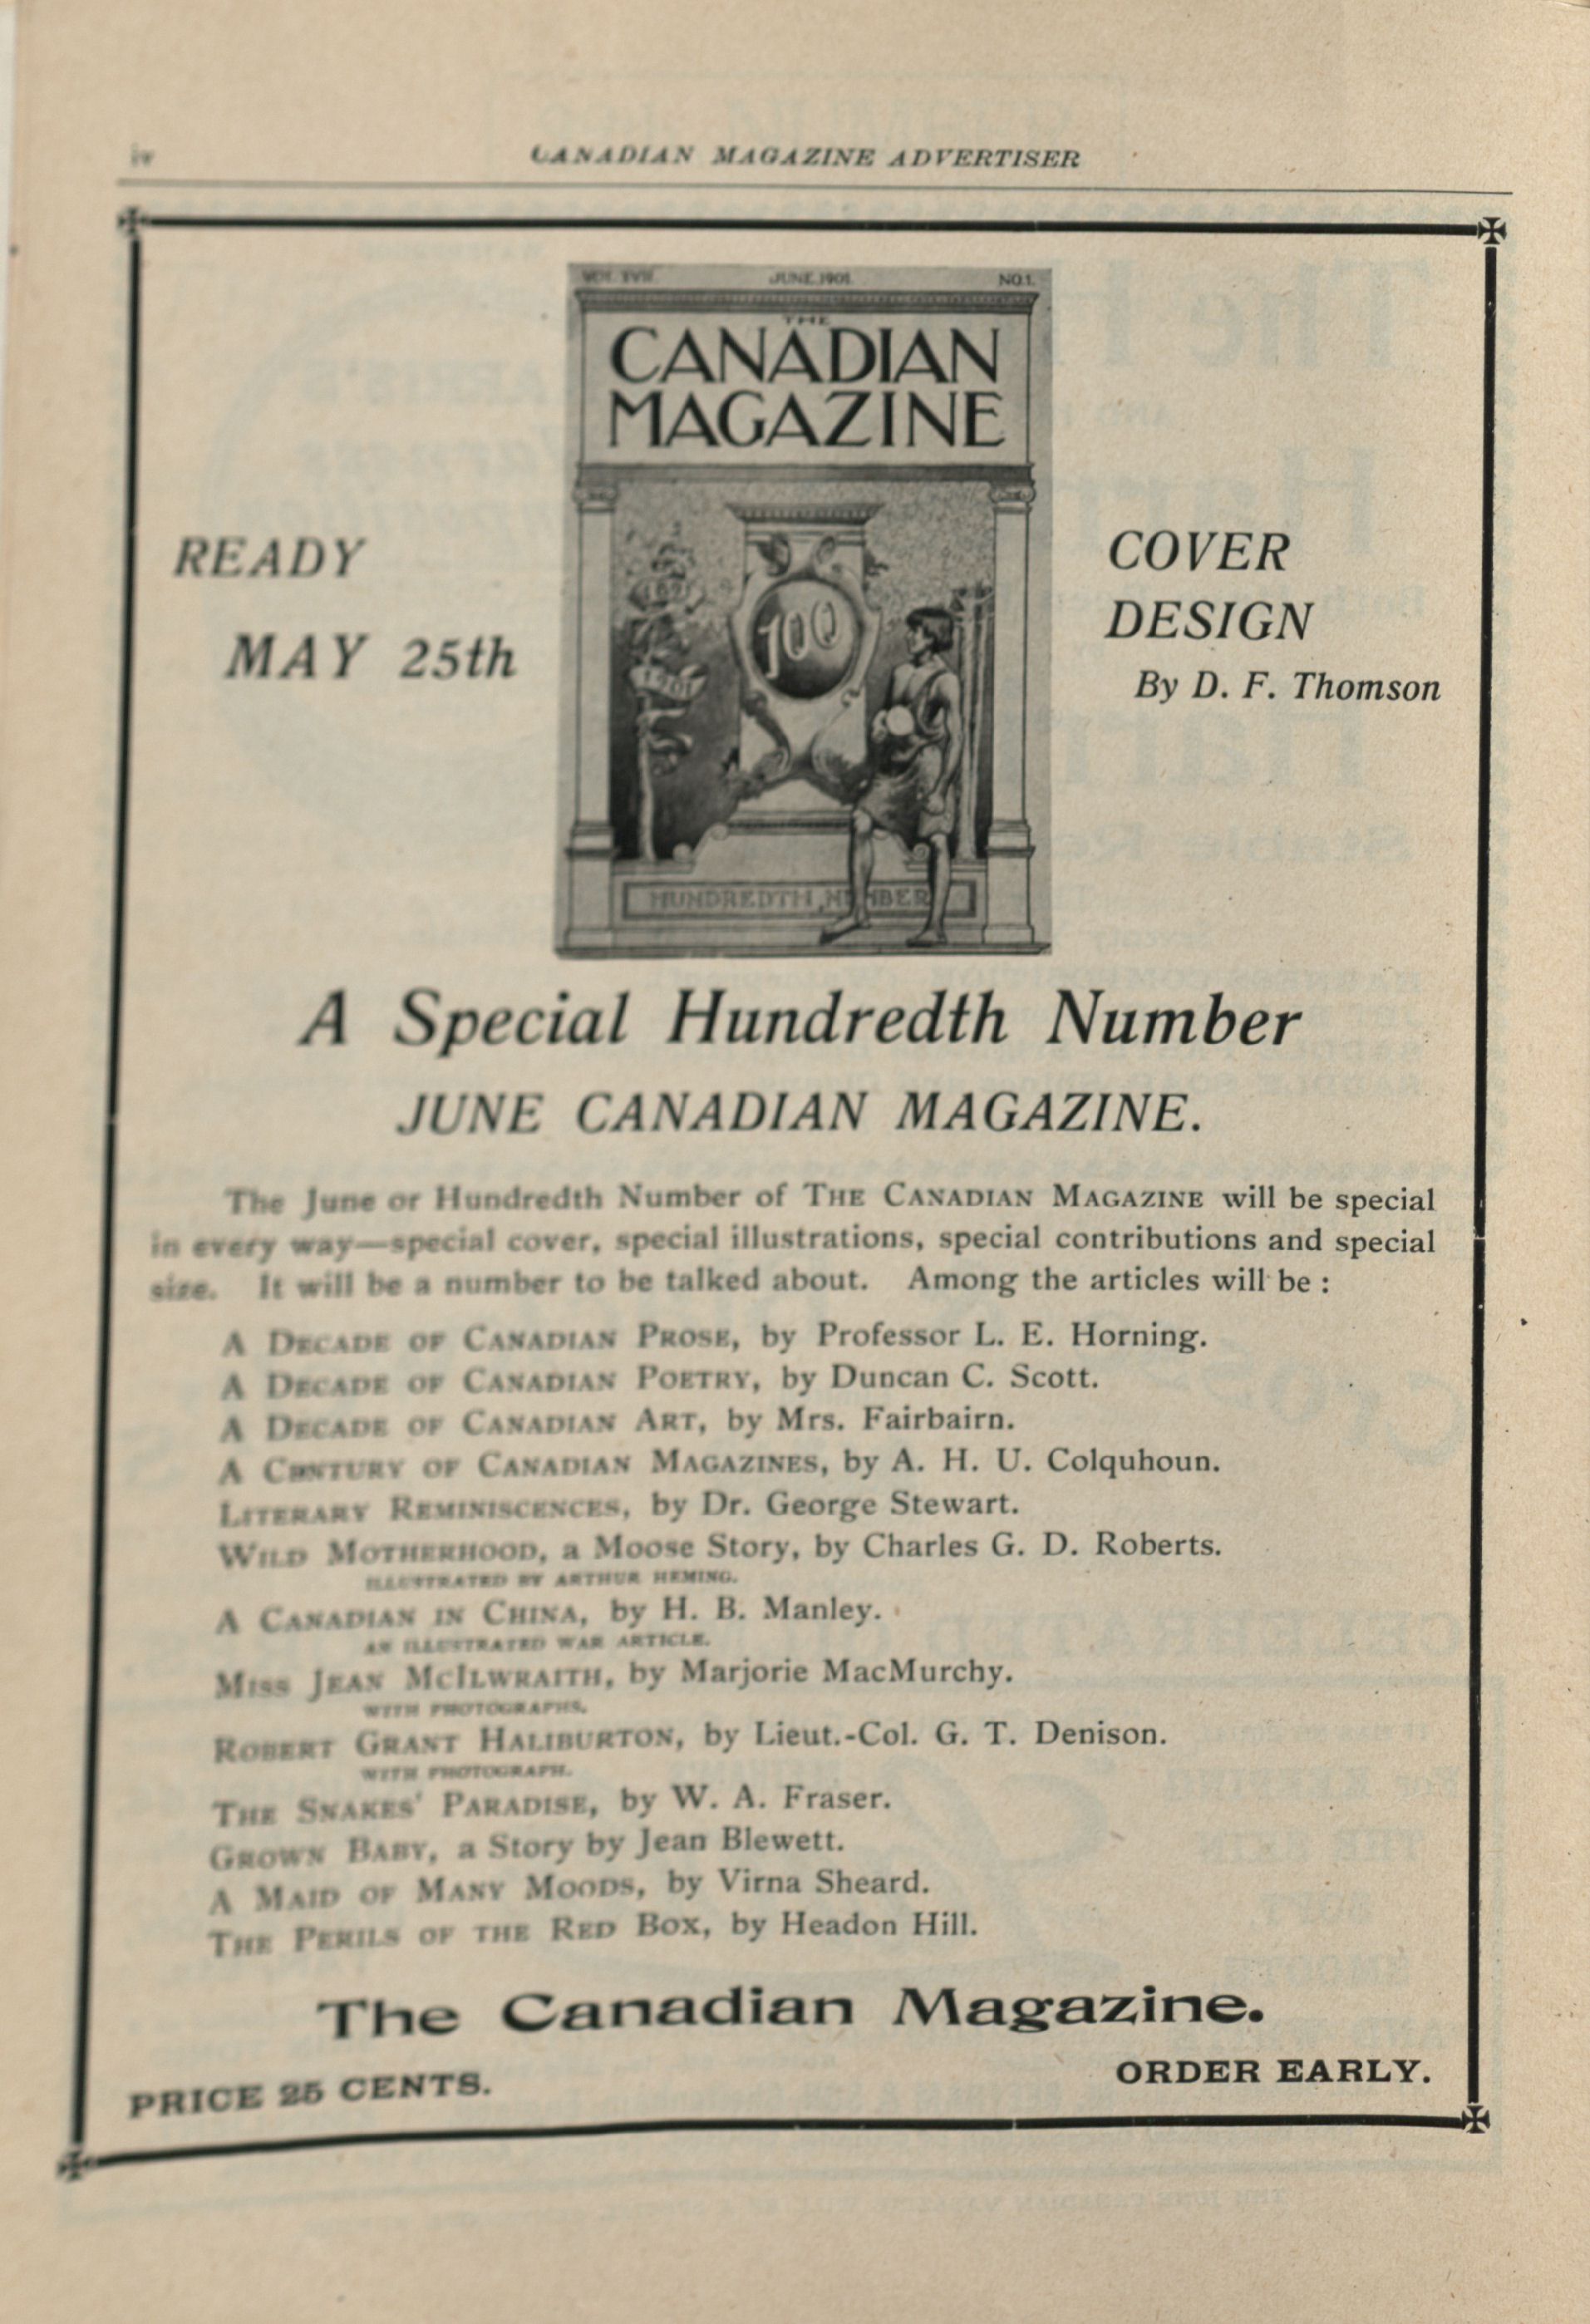 iv
CANADIAN MAGAZINE ADVERTISER
VOL. XVII JUNE 1901 NO 1.
THE
CANADIAN
MAGAZINE
100
HUNDREDTH NUMBER
READY
MAY 25th
COVER
DESIGN
By D. F. Thomson
A Special Hundredth Number
JUNE CANADIAN MAGAZINE.
The June or Hundredth Number of THE CANADIAN MAGAZINE will be special
in every way—special cover, special illustrations, special contributions and special
size. It will be a number to be talked about. Among the articles will be :
A DECADE OF CANADIAN PROSE, by Professor L. E. Horning.
A DECADE OF CANADIAN POETRY, by Duncan C. Scott.
A DECADE OF CANADIAN ART, by Mrs. Fairbairn.
A CENTURY OF CANADIAN MAGAZINES, by A. H. U. Colquhoun.
LITERARY REMINISCENCES, by Dr. George Stewart.
WILD MOTHERHOOD, a Moose Story, by Charles G. D. Roberts.
ILLUSTRATED BY ARTHUR HEMING.
A CANADIAN IN CHINA, by H. B. Manley.
AN ILLUSTRATED WAR ARTICLE.
MISS JEAN MCILWRAITH, by Marjorie MacMurchy.
WITH PHOTOGRAPHS.
ROBERT GRANT HALIBURTON, by Lieut.-Col. G. T. Denison.
WITH PHOTOGRAPH.
THE SNAKES' PARADISE, by W. A. Fraser.
GROWN BABY, a Story by Jean Blewett.
A MAID OF MANY MOODS, by Virna Sheard.
THE PERILS OF THE RED BOX, by Headon Hill.
The Canadian Magazine.
PRICE 25 CENTS.
ORDER EARLY.